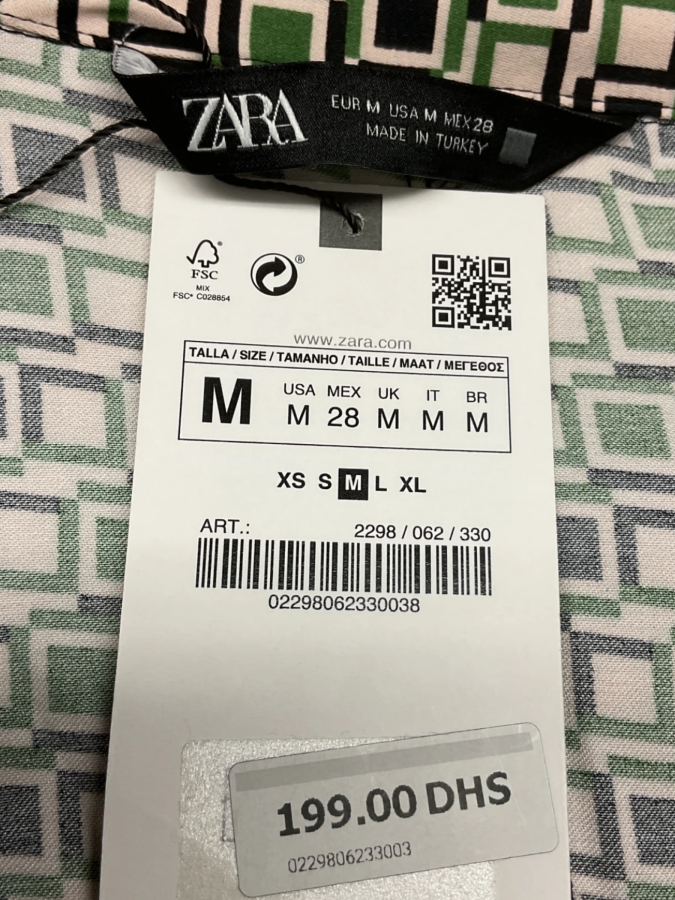 ZARA
EUR M USA M MEX 28
MADE IN TURKEY
FSC
MIX
FSC® C028854
®
www.zara.com
TALLA / SIZE / TAMANHO / TAILLE / MAAT / ΜΕΓΕΘΟΣ
M
USA MEX UK IT BR
M 28 M M M
XS S M L XL
ART.: 2298 / 062 / 330
02298062330038
199.00 DHS
0229806233003